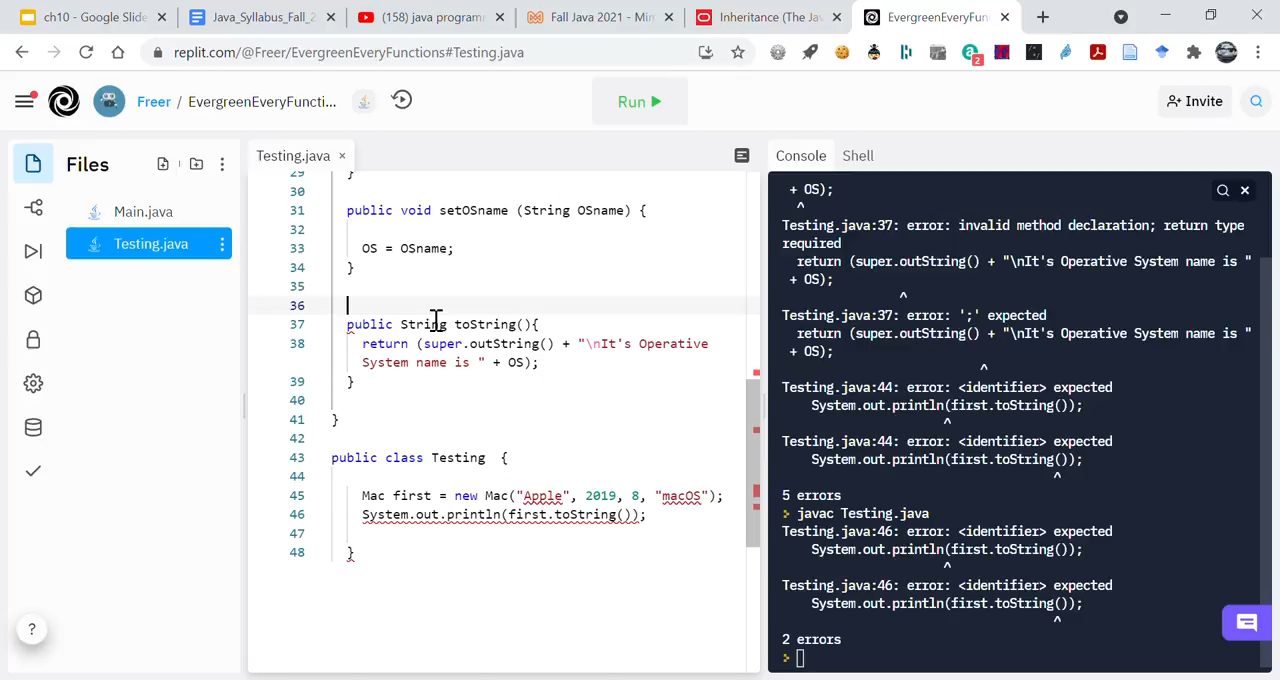 ch10 - Google Slide
Java_Syllabus_Fall_2
(158) java program
Fall Java 2021 - Mi
Inheritance (The Ja
EvergreenEveryFun
replit.com/@Freer/EvergreenEveryFunctions#Testing.java
2
Freer / EvergreenEveryFuncti...
Run
Invite
Files
Main.java
Testing.java
Testing.java
29 }
30
31 public void setOSname (String OSname) {
32
33 OS = OSname;
34 }
35
36
37 public String toString(){
38 return (super.outString() + "\nIt's Operative
System name is " + OS);
39 }
40
41 }
42
43 public class Testing {
44
45 Mac first = new Mac("Apple", 2019, 8, "macOS");
46 System.out.println(first.toString());
47
48 }
?
Console
Shell
+ OS);
^
Testing.java:37: error: invalid method declaration; return type
required
return (super.outString() + "\nIt's Operative System name is "
+ OS);
^
Testing.java:37: error: ';' expected
return (super.outString() + "\nIt's Operative System name is "
+ OS);
^
Testing.java:44: error: <identifier> expected
System.out.println(first.toString());
^
Testing.java:44: error: <identifier> expected
System.out.println(first.toString());
^
5 errors
> javac Testing.java
Testing.java:46: error: <identifier> expected
System.out.println(first.toString());
^
Testing.java:46: error: <identifier> expected
System.out.println(first.toString());
^
2 errors
>